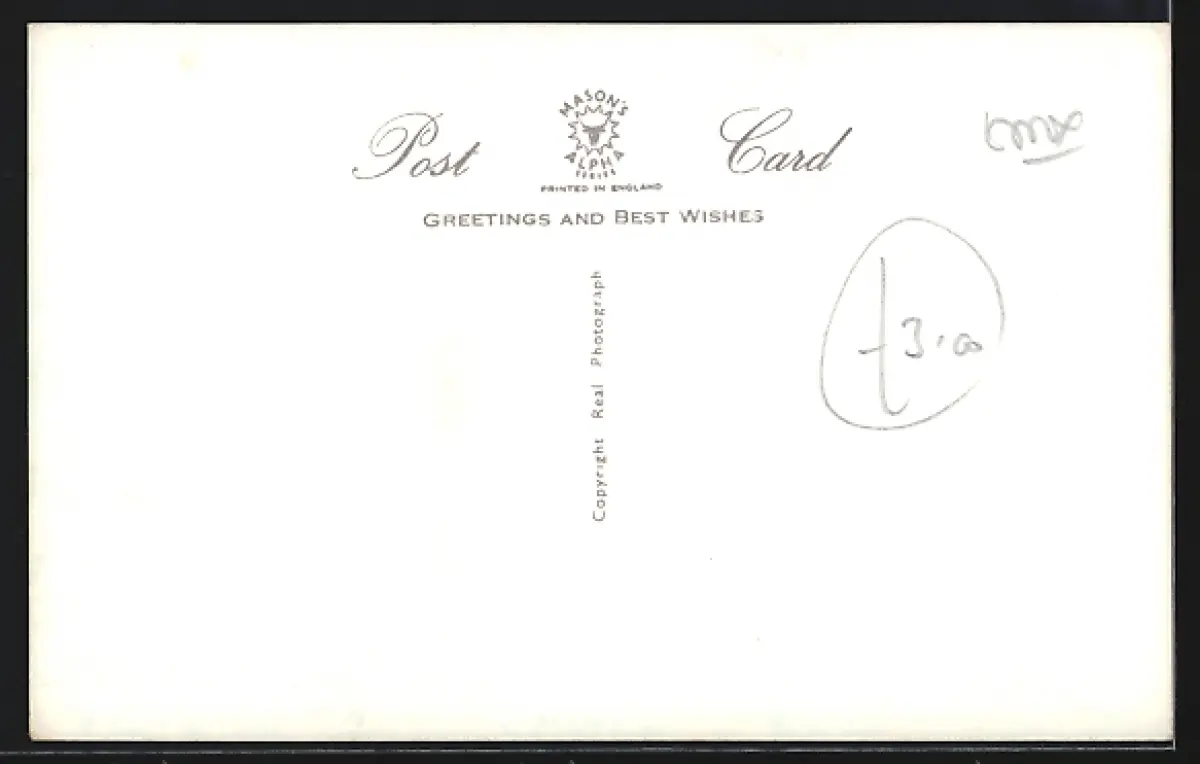 Post Card
MASON'S
ALPHA
SERIES
PRINTED IN ENGLAND
GREETINGS AND BEST WISHES
Copyright Real Photograph
£3.00